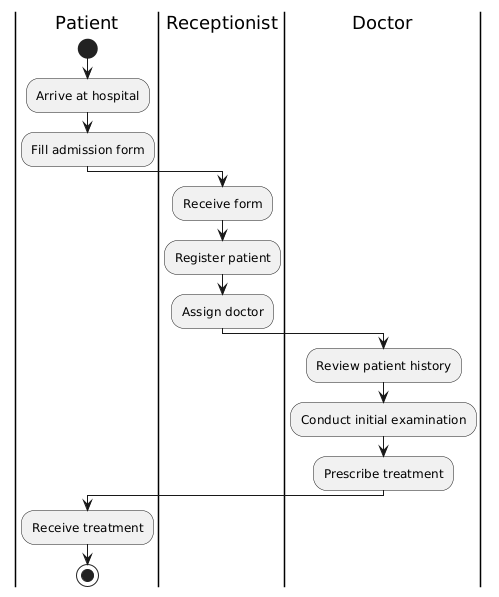 Patient
Receptionist
Doctor
Arrive at hospital
Fill admission form
Receive form
Register patient
Assign doctor
Review patient history
Conduct initial examination
Prescribe treatment
Receive treatment